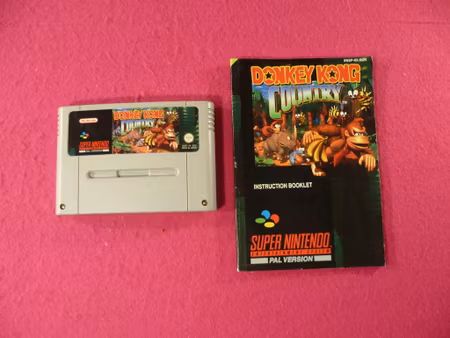 DONKEY KONG
COUNTRY
SUPER NINTENDO
DONKEY KONG
COUNTRY
INSTRUCTION BOOKLET
SUPER NINTENDO
ENTERTAINMENT SYSTEM
PAL VERSION